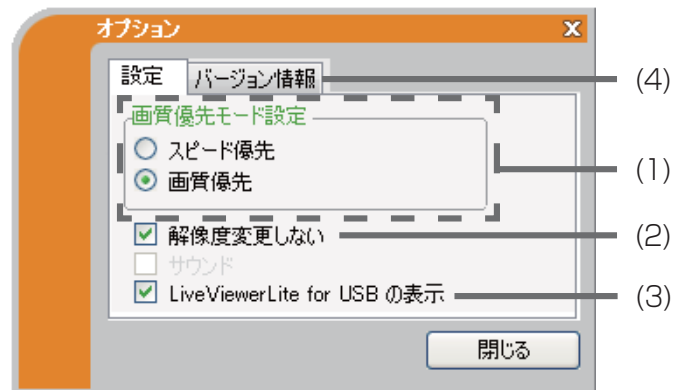 オプション
設定 バージョン情報 (4)
画質優先モード設定
スピード優先
画質優先 (1)
解像度変更しない (2)
サウンド
LiveViewerLite for USB の表示 (3)
閉じる